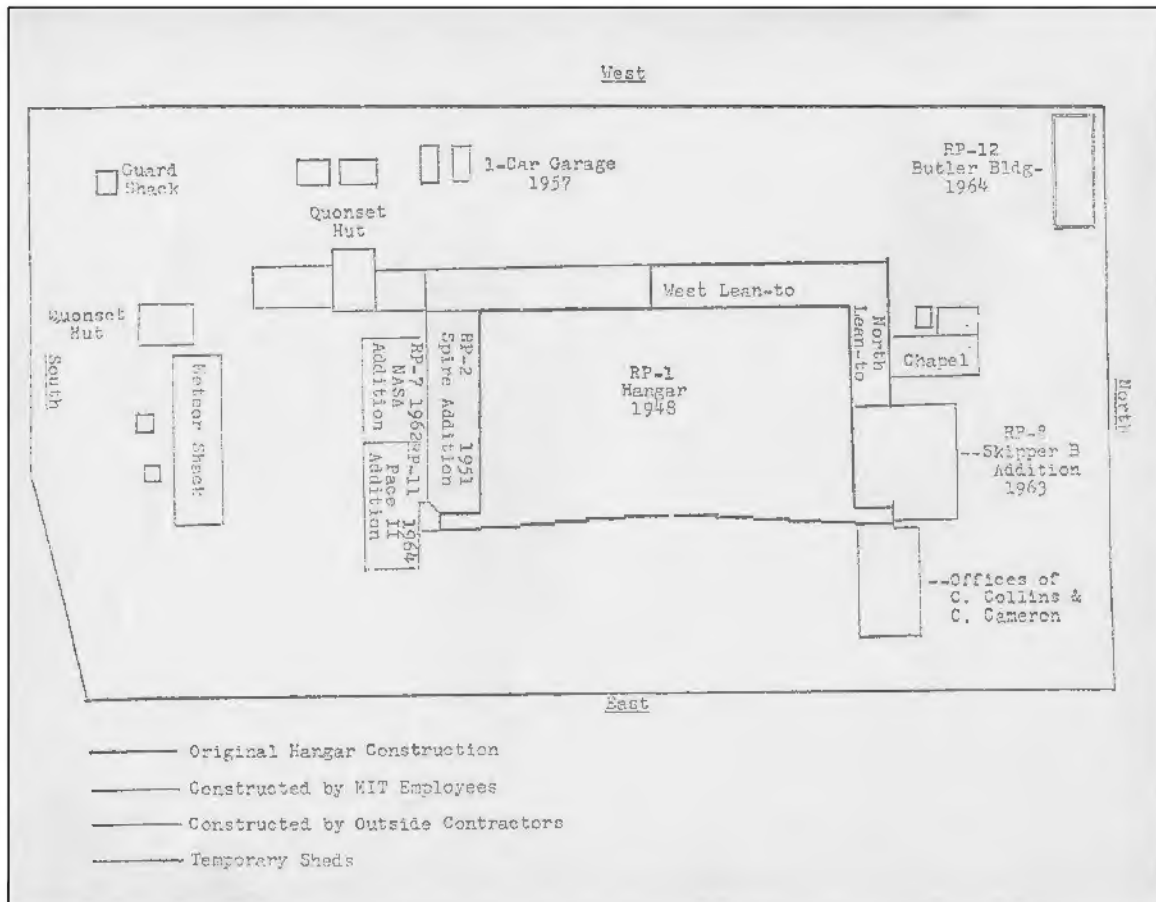 West
Guard
Shack
1-Car Garage
1957
RP-12
Butler Bldg-
1964
Quonset
Hut
Quonset
Hut
South
Meteor Shack
West Lean-to
North
Lean-to
Chapel
North
RP-1
Hangar
1948
RP-2 1951
Spire Addition
RP-7 1962
NASA
Addition
RP-11 1964
Pace II
Addition
--Skipper B
Addition
1963
--Offices of
C. Collins &
C. Cameron
East
Original Hangar Construction
Constructed by MIT Employees
Constructed by Outside Contractors
Temporary Sheds